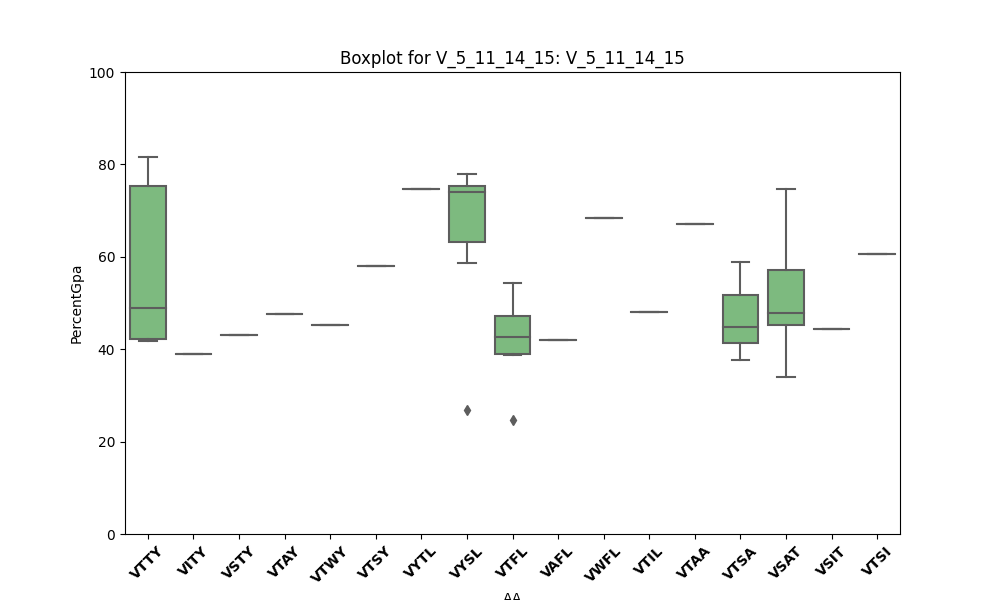 Boxplot for V_5_11_14_15: V_5_11_14_15
100
80
60
40
20
0
PercentGpa
VTTY VITY VSTY VTAY VTWY VTSY VYTL VYSL VTFL VAFL VWFL VTIL VTAA VTSA VSAT VSIT VTSI
AA